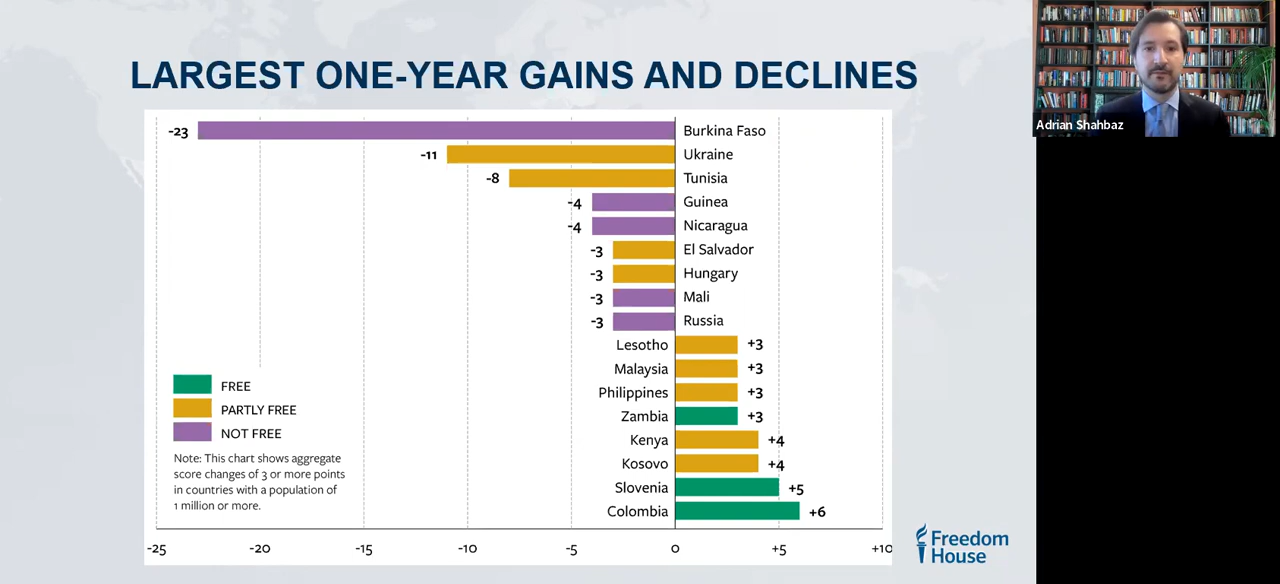 LARGEST ONE-YEAR GAINS AND DECLINES
Adrian Shahbaz
-23 Burkina Faso
-11 Ukraine
-8 Tunisia
-4 Guinea
-4 Nicaragua
-3 El Salvador
-3 Hungary
-3 Mali
-3 Russia
Lesotho +3
Malaysia +3
Philippines +3
Zambia +3
Kenya +4
Kosovo +4
Slovenia +5
Colombia +6
FREE
PARTLY FREE
NOT FREE
Note: This chart shows aggregate
score changes of 3 or more points
in countries with a population of
1 million or more.
-25 -20 -15 -10 -5 0 +5 +10
Freedom
House